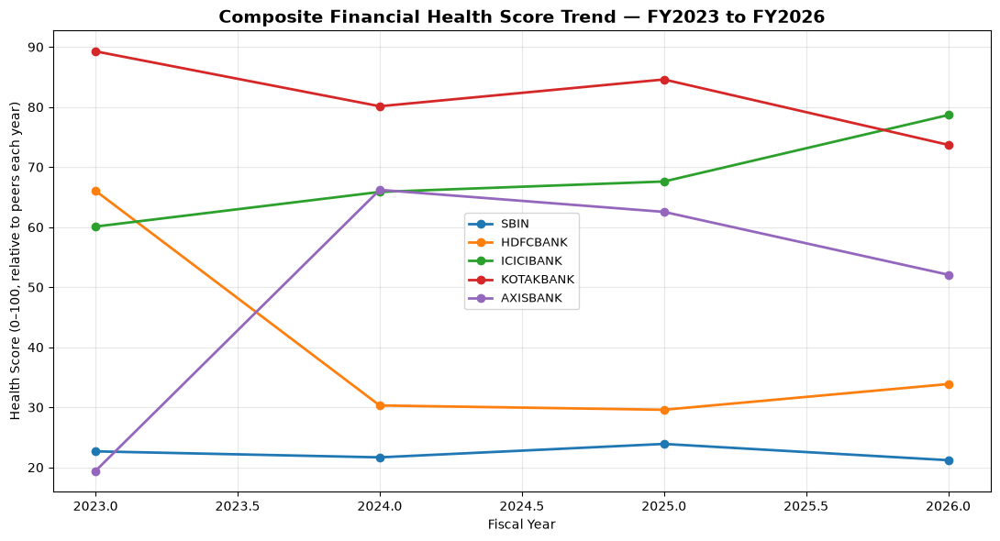 Composite Financial Health Score Trend — FY2023 to FY2026
Health Score (0–100, relative to peers each year)
90
80
70
60
50
40
30
20
SBIN
HDFCBANK
ICICIBANK
KOTAKBANK
AXISBANK
2023.0 2023.5 2024.0 2024.5 2025.0 2025.5 2026.0
Fiscal Year